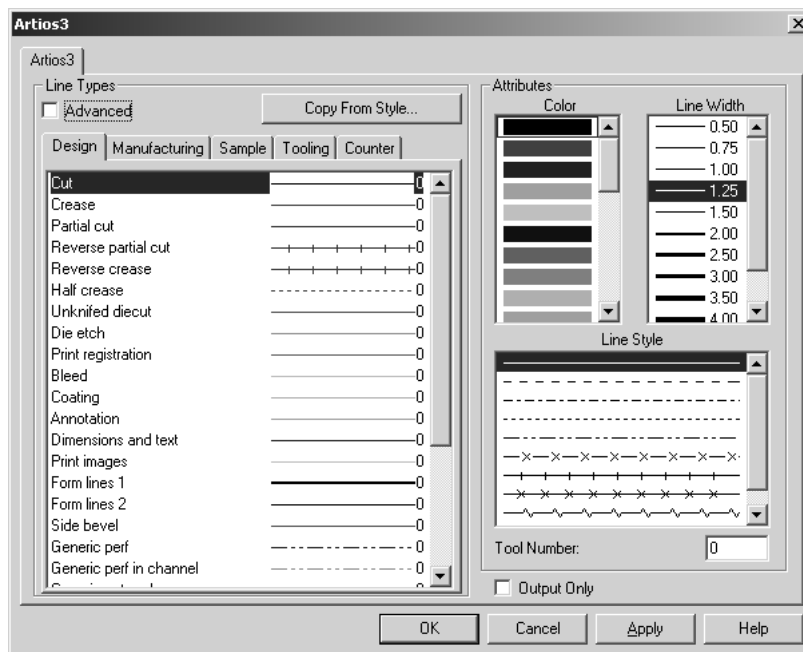 Artios3
Artios3
Line Types
Advanced
Copy From Style...
Design Manufacturing Sample Tooling Counter
Cut 0
Crease 0
Partial cut 0
Reverse partial cut 0
Reverse crease 0
Half crease 0
Unknifed diecut 0
Die etch 0
Print registration 0
Bleed 0
Coating 0
Annotation 0
Dimensions and text 0
Print images 0
Form lines 1 0
Form lines 2 0
Side bevel 0
Generic perf 0
Generic perf in channel 0
Attributes
Color
Line Width
0.50
0.75
1.00
1.25
1.50
2.00
2.50
3.00
3.50
4.00
Line Style
Tool Number: 0
Output Only
OK Cancel Apply Help